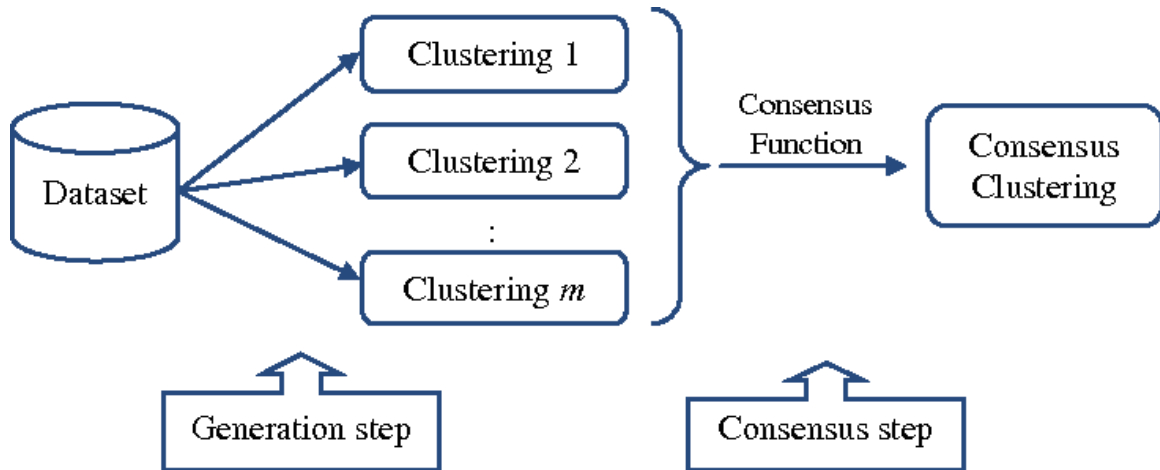 Dataset
Clustering 1
Clustering 2
:
Clustering m
Consensus
Function
Consensus
Clustering
Generation step
Consensus step